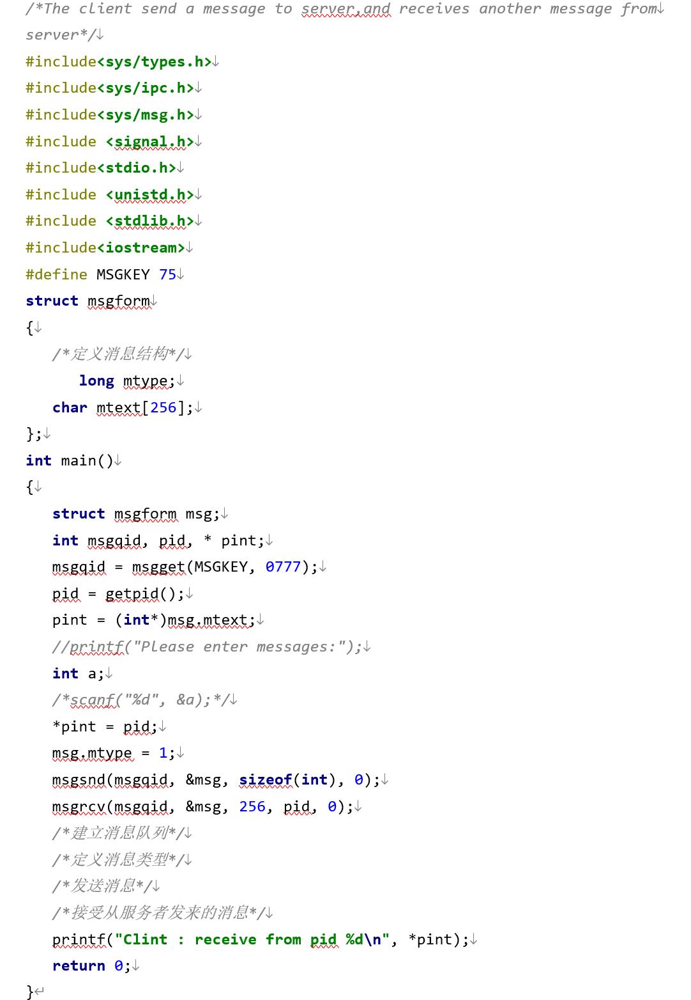 /*The client send a message to server,and receives another message from↓
server*/↓
#include<sys/types.h>↓
#include<sys/ipc.h>↓
#include<sys/msg.h>↓
#include <signal.h>↓
#include<stdio.h>↓
#include <unistd.h>↓
#include <stdlib.h>↓
#include<iostream>↓
#define MSGKEY 75↓
struct msgform↓
{↓
/*定义消息结构*/↓
long mtype;↓
char mtext[256];↓
};↓
int main()↓
{↓
struct msgform msg;↓
int msgqid, pid, * pint;↓
msgqid = msgget(MSGKEY, 0777);↓
pid = getpid();↓
pint = (int*)msg.mtext;↓
//printf("Please enter messages:");↓
int a;↓
/*scanf("%d", &a);*/↓
*pint = pid;↓
msg.mtype = 1;↓
msgsnd(msgqid, &msg, sizeof(int), 0);↓
msgrcv(msgqid, &msg, 256, pid, 0);↓
/*建立消息队列*/↓
/*定义消息类型*/↓
/*发送消息*/↓
/*接受从服务者发来的消息*/↓
printf("Clint : receive from pid %d\n", *pint);↓
return 0;↓
}↵